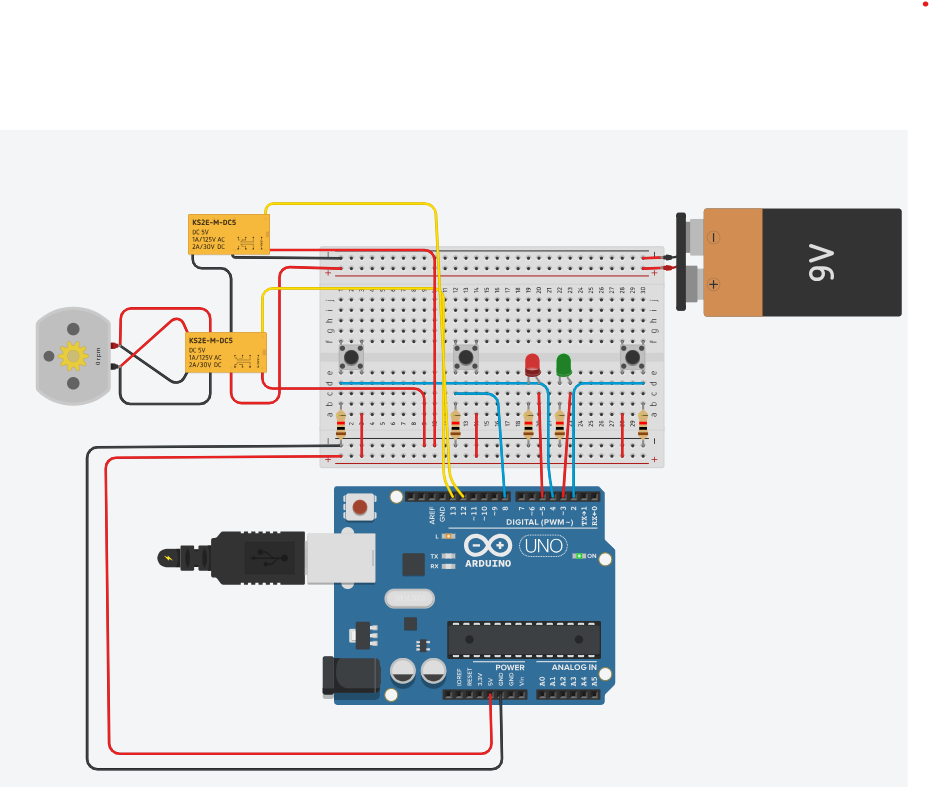 KS2E-M-DC5
DC 5V
1A/125V AC
2A/30V DC
9V
KS2E-M-DC5
DC 5V
1A/125V AC
2A/30V DC
0 rpm
j
i
h
g
f
e
d
c
b
a
AREF
GND
13
12
~11
~10
~9
8
7
~6
~5
4
~3
2
TX→1
RX←0
DIGITAL (PWM~)
L
TX
RX
UNO
ARDUINO
ON
POWER
ANALOG IN
IOREF
RESET
3.3V
5V
GND
GND
Vin
A0
A1
A2
A3
A4
A5